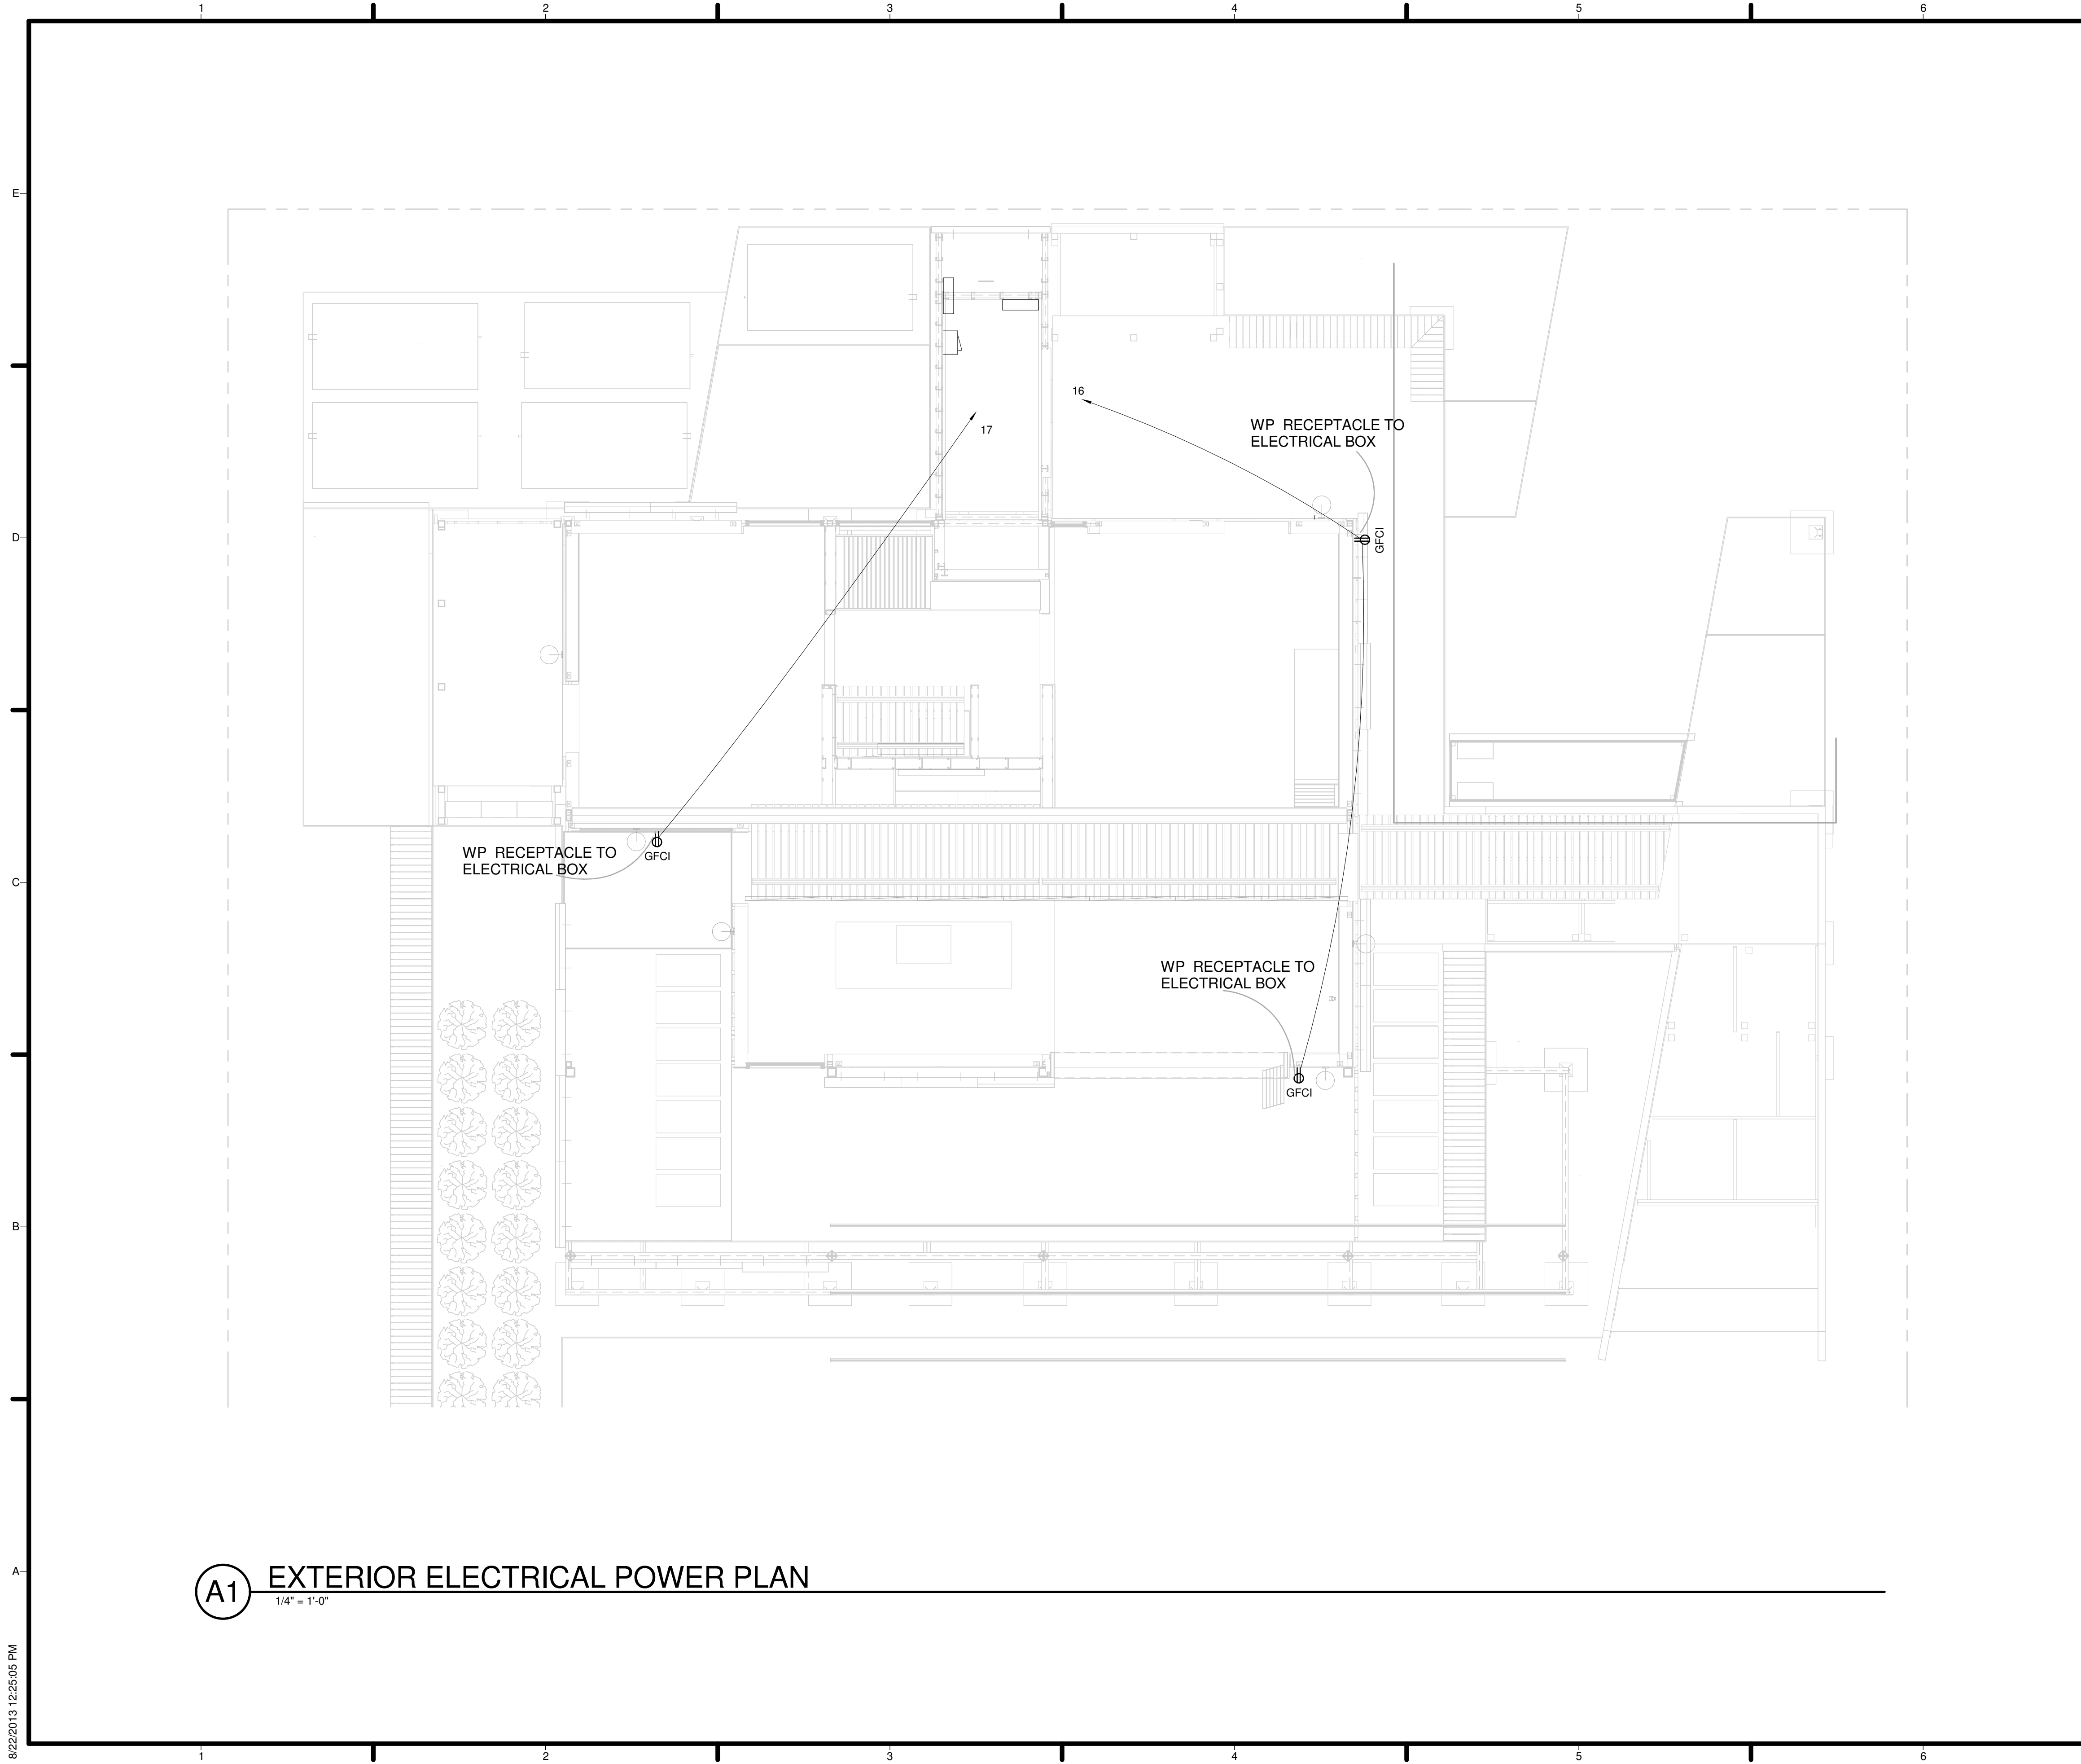 1 2 3 4 5 6
E
16
WP RECEPTACLE TO
ELECTRICAL BOX
17
D
GFCI
WP RECEPTACLE TO
ELECTRICAL BOX
GFCI
C
WP RECEPTACLE TO
ELECTRICAL BOX
GFCI
B
A
A1
EXTERIOR ELECTRICAL POWER PLAN
1/4" = 1'-0"
8/22/2013 12:25:05 PM
1 2 3 4 5 6